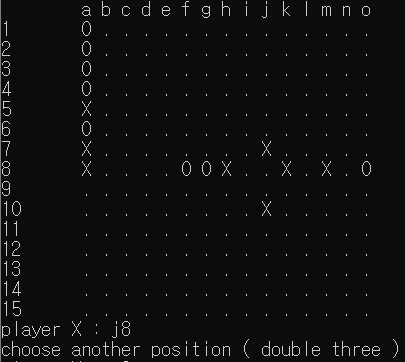 a b c d e f g h i j k l m n o
1 O . . . . . . . . . . . . . .
2 O . . . . . . . . . . . . . .
3 O . . . . . . . . . . . . . .
4 O . . . . . . . . . . . . . .
5 X . . . . . . . . . . . . . .
6 O . . . . . . . . . . . . . .
7 X . . . . . . . . X . . . . .
8 X . . . . O O X . . X . X . O
9 . . . . . . . . . . . . . . .
10 . . . . . . . . . X . . . . .
11 . . . . . . . . . . . . . . .
12 . . . . . . . . . . . . . . .
13 . . . . . . . . . . . . . . .
14 . . . . . . . . . . . . . . .
15 . . . . . . . . . . . . . . .
player X : j8
choose another position ( double three )